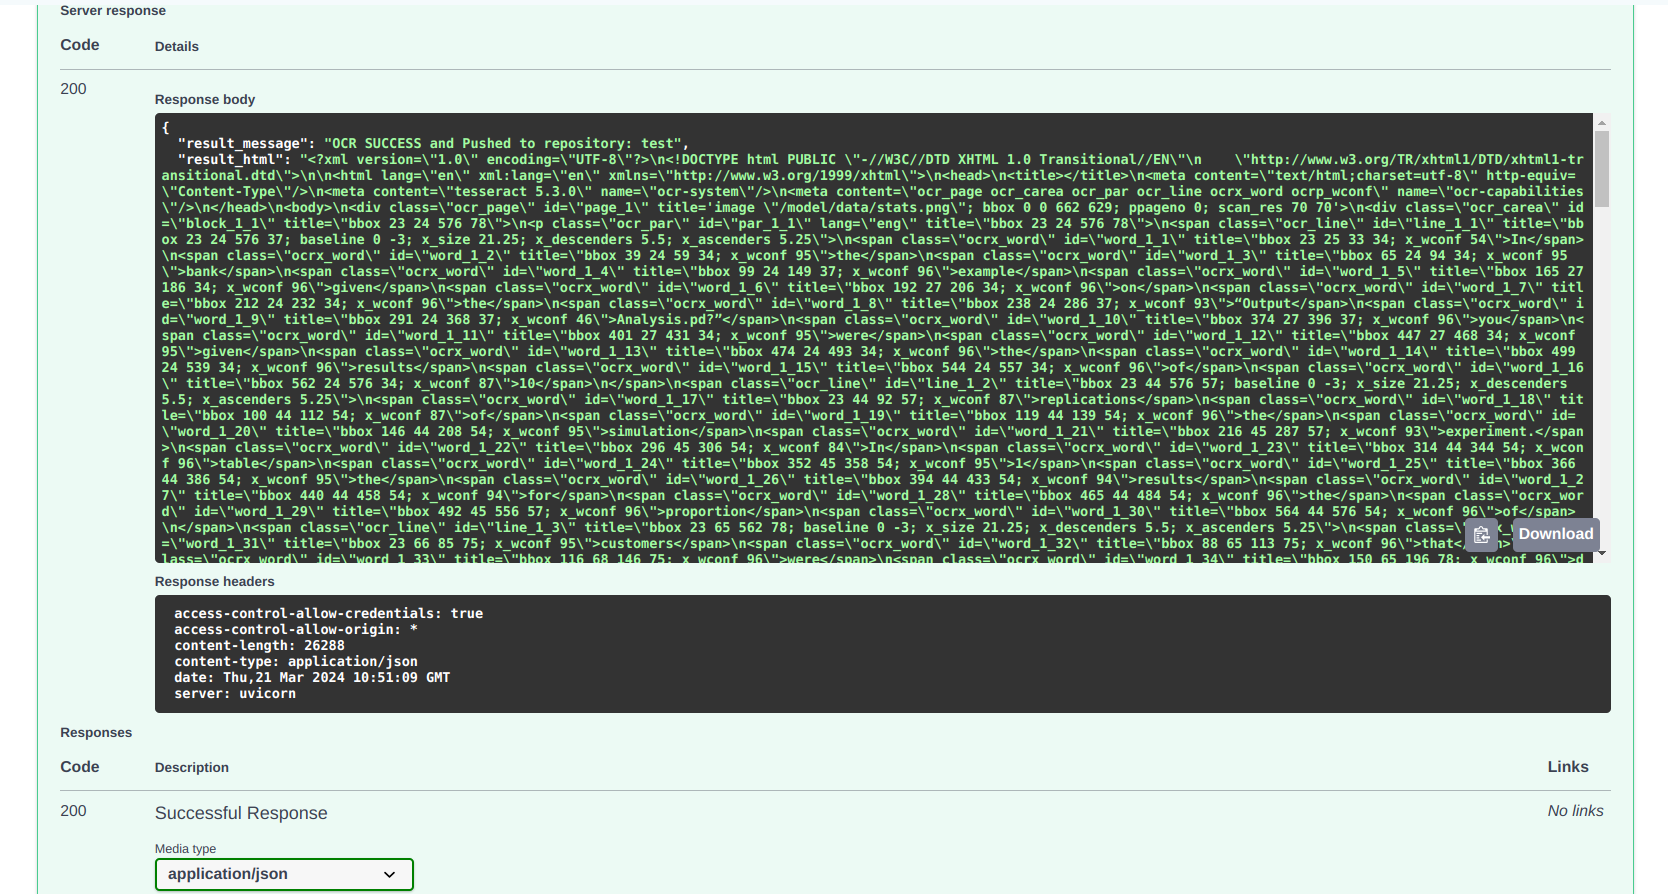 Server response
Code Details
200
Response body
{
"result_message": "OCR SUCCESS and Pushed to repository: test",
"result_html": "<?xml version=\"1.0\" encoding=\"UTF-8\"?>\n<!DOCTYPE html PUBLIC \"-//W3C//DTD XHTML 1.0 Transitional//EN\"\n    \"http://www.w3.org/TR/xhtml1/DTD/xhtml1-tr
ansitional.dtd\">\n\n<html lang=\"en\" xml:lang=\"en\" xmlns=\"http://www.w3.org/1999/xhtml\">\n<head>\n<title></title>\n<meta content=\"text/html;charset=utf-8\" http-equiv=
\"Content-Type\"/>\n<meta content=\"tesseract 5.3.0\" name=\"ocr-system\"/>\n<meta content=\"ocr_page ocr_carea ocr_par ocr_line ocrx_word ocrp_wconf\" name=\"ocr-capabilities
\"/>\n</head>\n<body>\n<div class=\"ocr_page\" id=\"page_1\" title='image \"/model/data/stats.png\"; bbox 0 0 662 629; ppageno 0; scan_res 70 70'>\n<div class=\"ocr_carea\" id
=\"block_1_1\" title=\"bbox 23 24 576 78\">\n<p class=\"ocr_par\" id=\"par_1_1\" lang=\"eng\" title=\"bbox 23 24 576 78\">\n<span class=\"ocr_line\" id=\"line_1_1\" title=\"bb
ox 23 24 576 37; baseline 0 -3; x_size 21.25; x_descenders 5.5; x_ascenders 5.25\">\n<span class=\"ocrx_word\" id=\"word_1_1\" title=\"bbox 23 25 33 34; x_wconf 54\">In</span>
\n<span class=\"ocrx_word\" id=\"word_1_2\" title=\"bbox 39 24 59 34; x_wconf 95\">the</span>\n<span class=\"ocrx_word\" id=\"word_1_3\" title=\"bbox 65 24 94 34; x_wconf 95
\">bank</span>\n<span class=\"ocrx_word\" id=\"word_1_4\" title=\"bbox 99 24 149 37; x_wconf 96\">example</span>\n<span class=\"ocrx_word\" id=\"word_1_5\" title=\"bbox 165 27
186 34; x_wconf 96\">given</span>\n<span class=\"ocrx_word\" id=\"word_1_6\" title=\"bbox 192 27 206 34; x_wconf 96\">on</span>\n<span class=\"ocrx_word\" id=\"word_1_7\" titl
e=\"bbox 212 24 232 34; x_wconf 96\">the</span>\n<span class=\"ocrx_word\" id=\"word_1_8\" title=\"bbox 238 24 286 37; x_wconf 93\">“Output</span>\n<span class=\"ocrx_word\" i
d=\"word_1_9\" title=\"bbox 291 24 368 37; x_wconf 46\">Analysis.pd?”</span>\n<span class=\"ocrx_word\" id=\"word_1_10\" title=\"bbox 374 27 396 37; x_wconf 96\">you</span>\n<
span class=\"ocrx_word\" id=\"word_1_11\" title=\"bbox 401 27 431 34; x_wconf 95\">were</span>\n<span class=\"ocrx_word\" id=\"word_1_12\" title=\"bbox 447 27 468 34; x_wconf
95\">given</span>\n<span class=\"ocrx_word\" id=\"word_1_13\" title=\"bbox 474 24 493 34; x_wconf 96\">the</span>\n<span class=\"ocrx_word\" id=\"word_1_14\" title=\"bbox 499
24 539 34; x_wconf 96\">results</span>\n<span class=\"ocrx_word\" id=\"word_1_15\" title=\"bbox 544 24 557 34; x_wconf 96\">of</span>\n<span class=\"ocrx_word\" id=\"word_1_16
\" title=\"bbox 562 24 576 34; x_wconf 87\">10</span>\n</span>\n<span class=\"ocr_line\" id=\"line_1_2\" title=\"bbox 23 44 576 57; baseline 0 -3; x_size 21.25; x_descenders
5.5; x_ascenders 5.25\">\n<span class=\"ocrx_word\" id=\"word_1_17\" title=\"bbox 23 44 92 57; x_wconf 87\">replications</span>\n<span class=\"ocrx_word\" id=\"word_1_18\" tit
le=\"bbox 100 44 112 54; x_wconf 87\">of</span>\n<span class=\"ocrx_word\" id=\"word_1_19\" title=\"bbox 119 44 139 54; x_wconf 96\">the</span>\n<span class=\"ocrx_word\" id=
\"word_1_20\" title=\"bbox 146 44 208 54; x_wconf 95\">simulation</span>\n<span class=\"ocrx_word\" id=\"word_1_21\" title=\"bbox 216 45 287 57; x_wconf 93\">experiment.</span
>\n<span class=\"ocrx_word\" id=\"word_1_22\" title=\"bbox 296 45 306 54; x_wconf 84\">In</span>\n<span class=\"ocrx_word\" id=\"word_1_23\" title=\"bbox 314 44 344 54; x_wcon
f 96\">table</span>\n<span class=\"ocrx_word\" id=\"word_1_24\" title=\"bbox 352 45 358 54; x_wconf 95\">1</span>\n<span class=\"ocrx_word\" id=\"word_1_25\" title=\"bbox 366
44 386 54; x_wconf 95\">the</span>\n<span class=\"ocrx_word\" id=\"word_1_26\" title=\"bbox 394 44 433 54; x_wconf 94\">results</span>\n<span class=\"ocrx_word\" id=\"word_1_2
7\" title=\"bbox 440 44 458 54; x_wconf 94\">for</span>\n<span class=\"ocrx_word\" id=\"word_1_28\" title=\"bbox 465 44 484 54; x_wconf 96\">the</span>\n<span class=\"ocrx_wor
d\" id=\"word_1_29\" title=\"bbox 492 45 556 57; x_wconf 96\">proportion</span>\n<span class=\"ocrx_word\" id=\"word_1_30\" title=\"bbox 564 44 576 54; x_wconf 96\">of</span>
\n</span>\n<span class=\"ocr_line\" id=\"line_1_3\" title=\"bbox 23 65 562 78; baseline 0 -3; x_size 21.25; x_descenders 5.5; x_ascenders 5.25\">\n<span class=\"
=\"word_1_31\" title=\"bbox 23 66 85 75; x_wconf 95\">customers</span>\n<span class=\"ocrx_word\" id=\"word_1_32\" title=\"bbox 88 65 113 75; x_wconf 96\">that</
lass=\"ocrx_word\" id=\"word_1_33\" title=\"bbox 116 68 146 75; x_wconf 96\">were</span>\n<span class=\"ocrx_word\" id=\"word_1_34\" title=\"bbox 150 65 196 78; x_wconf 96\">d
Download
Response headers
access-control-allow-credentials: true
access-control-allow-origin: *
content-length: 26288
content-type: application/json
date: Thu,21 Mar 2024 10:51:09 GMT
server: uvicorn
Responses
Code Description Links
200 Successful Response No links
Media type
application/json